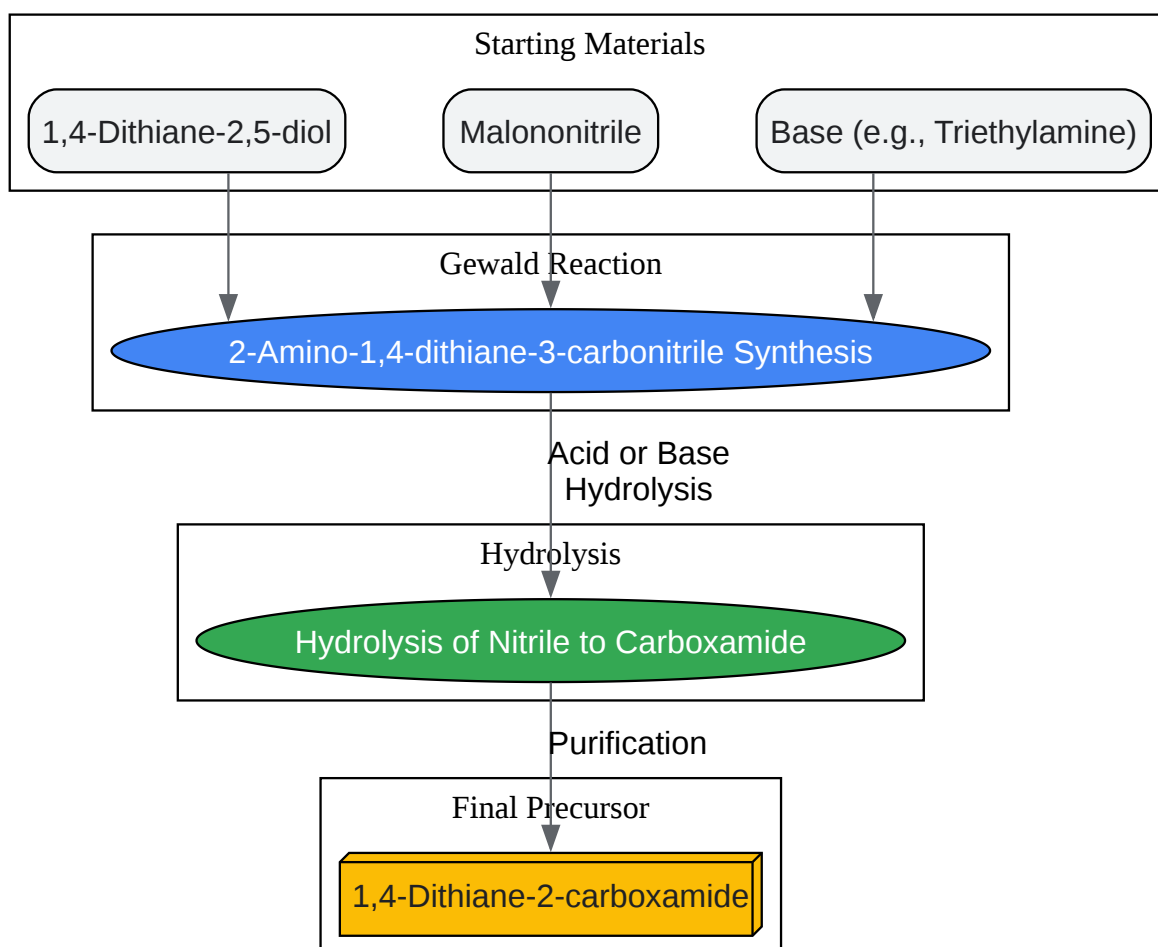 Starting Materials
1,4-Dithiane-2,5-diol
Malononitrile
Base (e.g., Triethylamine)
Gewald Reaction
2-Amino-1,4-dithiane-3-carbonitrile Synthesis
Acid or Base
Hydrolysis
Hydrolysis
Hydrolysis of Nitrile to Carboxamide
Purification
Final Precursor
1,4-Dithiane-2-carboxamide